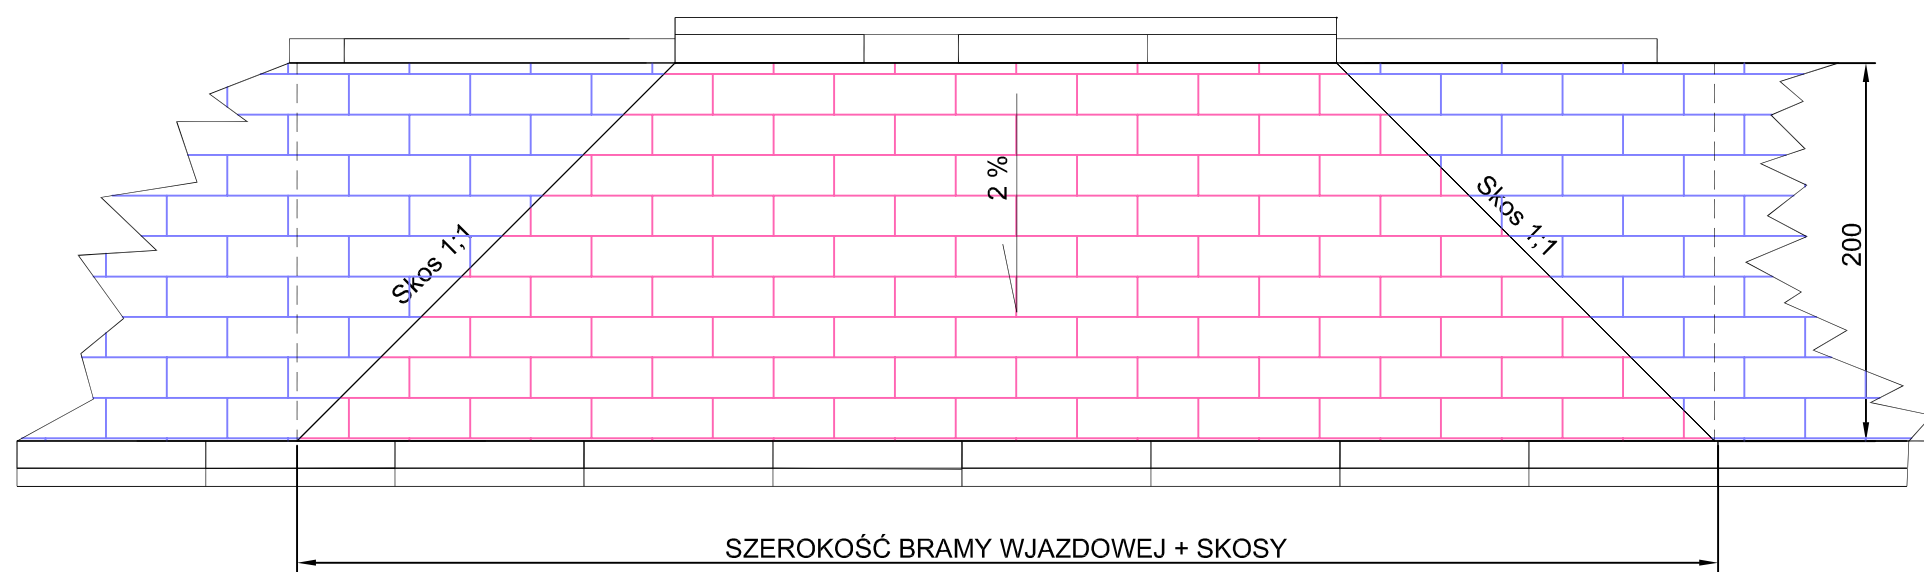 2 %
Skos 1;1
Skos 1;1
200
SZEROKOŚĆ BRAMY WJAZDOWEJ + SKOSY